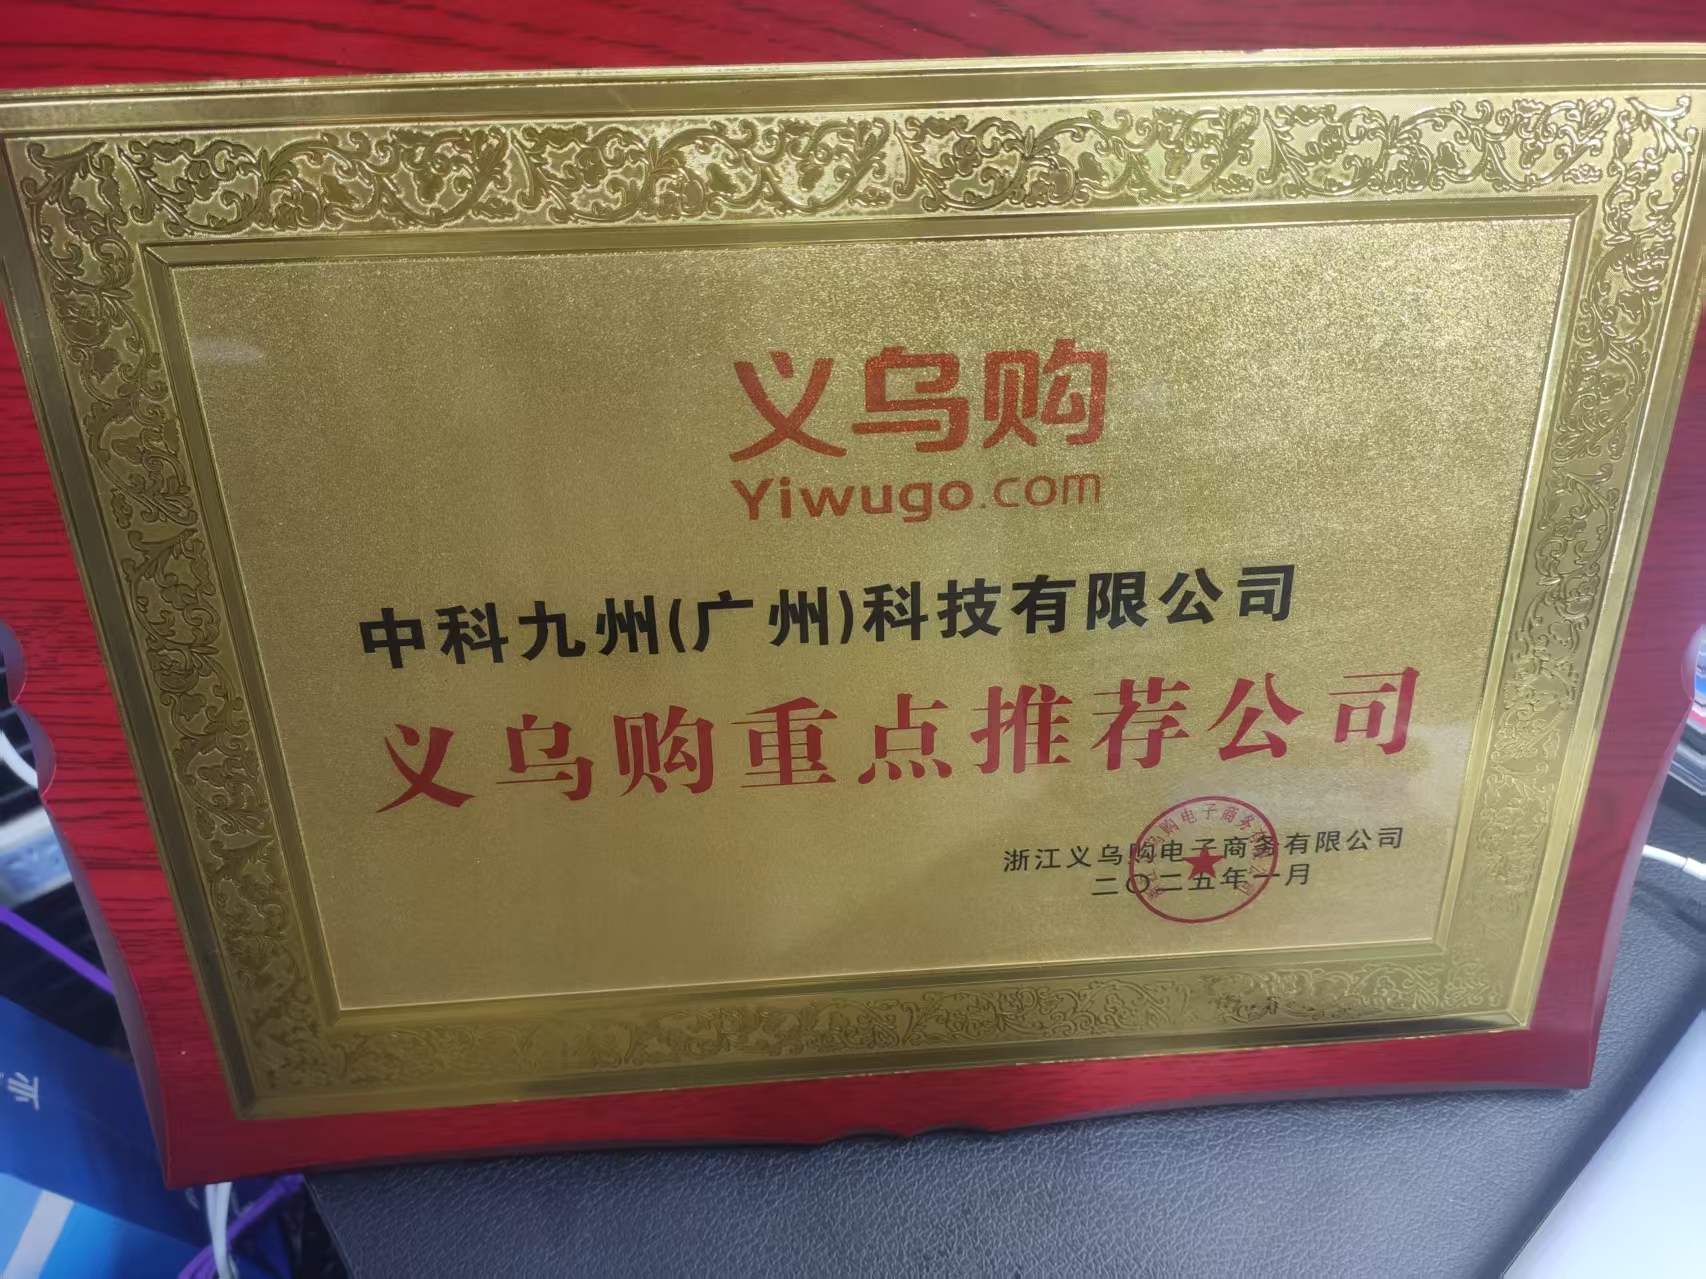 义乌购
Yiwugo.com
中科九州(广州)科技有限公司
义乌购重点推荐公司
浙江义乌购电子商务有限公司
二〇二五年一月
业